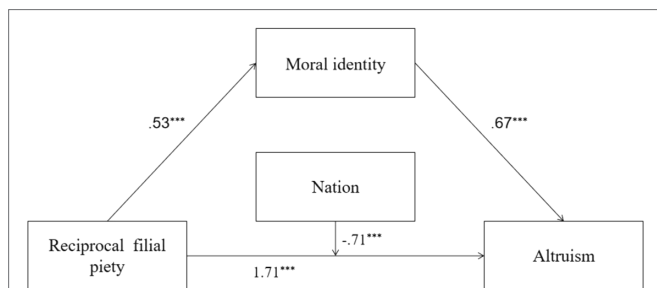 Moral identity
.53***
.67***
Nation
-.71***
Reciprocal filial
piety
1.71***
Altruism